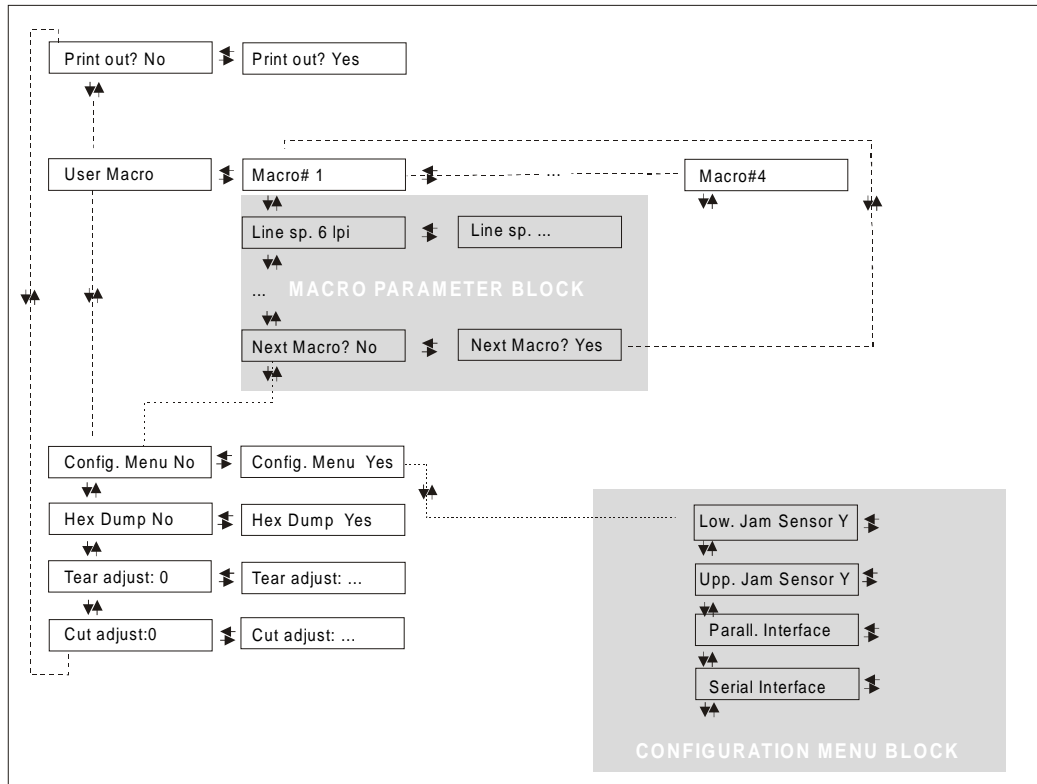 Print out? No
Print out? Yes
User Macro
Macro# 1
...
Macro#4
Line sp. 6 lpi
Line sp. ...
...
MACRO PARAMETER BLOCK
Next Macro? No
Next Macro? Yes
Config. Menu No
Config. Menu Yes
Hex Dump No
Hex Dump Yes
Low. Jam Sensor Y
Tear adjust: 0
Tear adjust: ...
Upp. Jam Sensor Y
Cut adjust:0
Cut adjust: ...
Parall. Interface
Serial Interface
CONFIGURATION MENU BLOCK